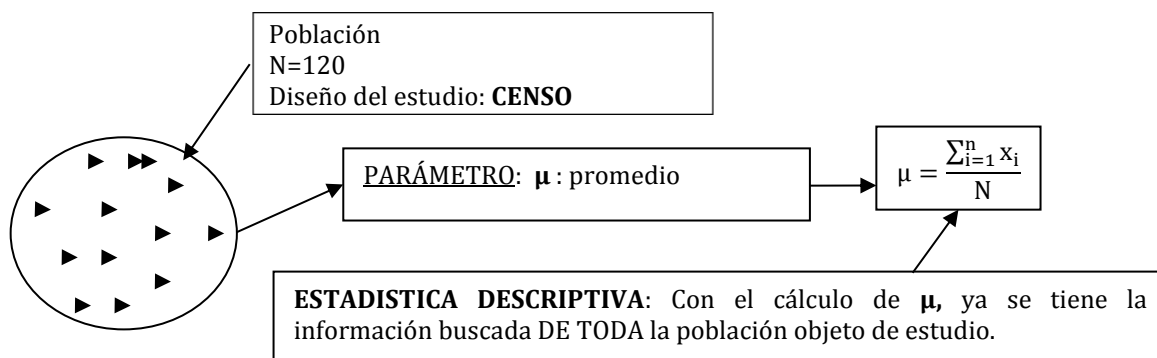 Población
N=120
Diseño del estudio: CENSO
PARÁMETRO: μ : promedio
μ = ∑ⁿᵢ₌₁ xᵢ / N
ESTADISTICA DESCRIPTIVA: Con el cálculo de μ, ya se tiene la
información buscada DE TODA la población objeto de estudio.